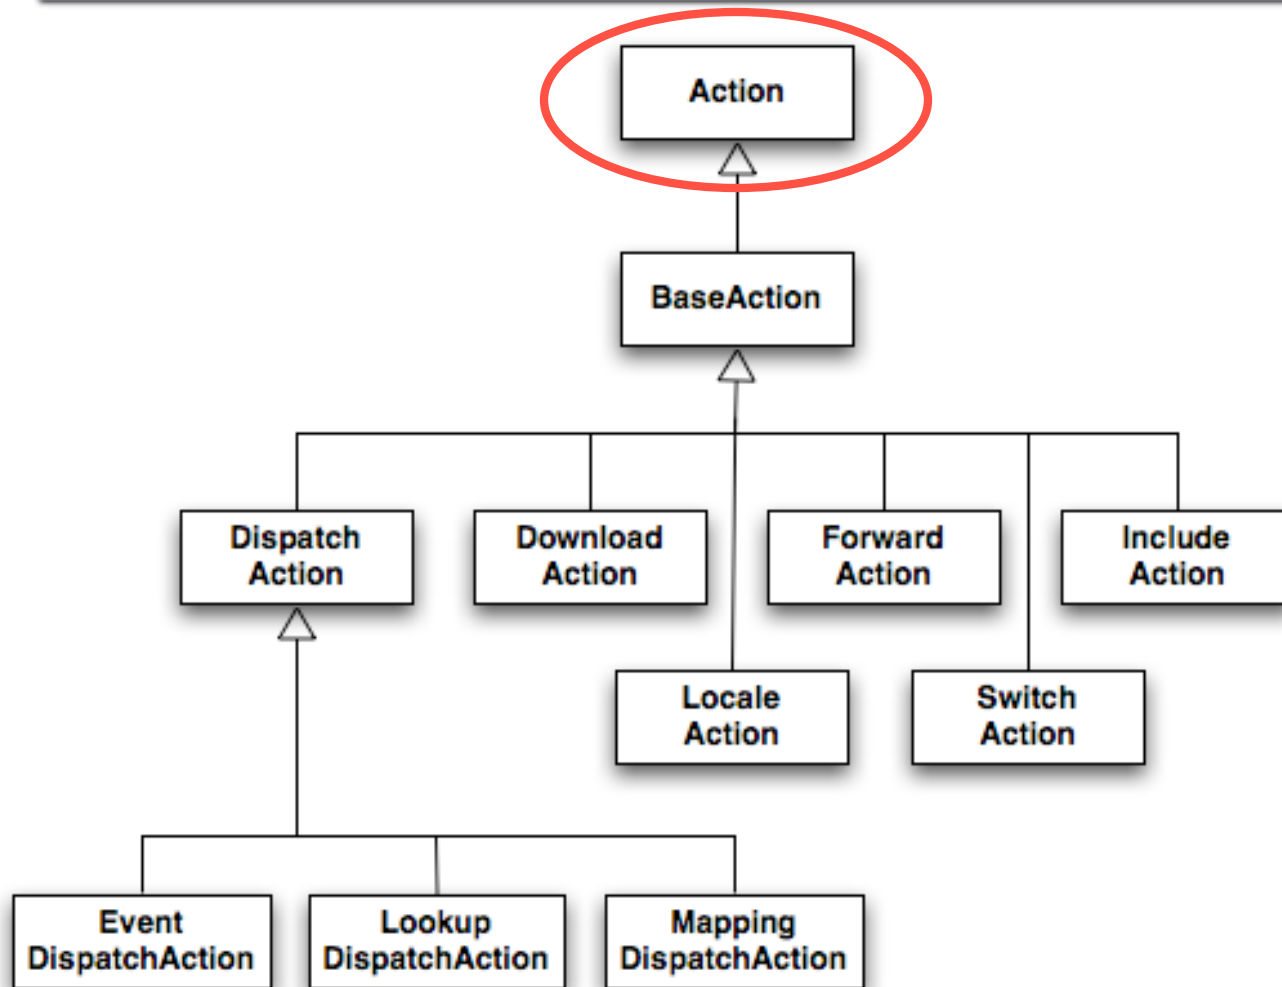 Action
BaseAction
Dispatch
Action
Download
Action
Forward
Action
Include
Action
Locale
Action
Switch
Action
Event
DispatchAction
Lookup
DispatchAction
Mapping
DispatchAction